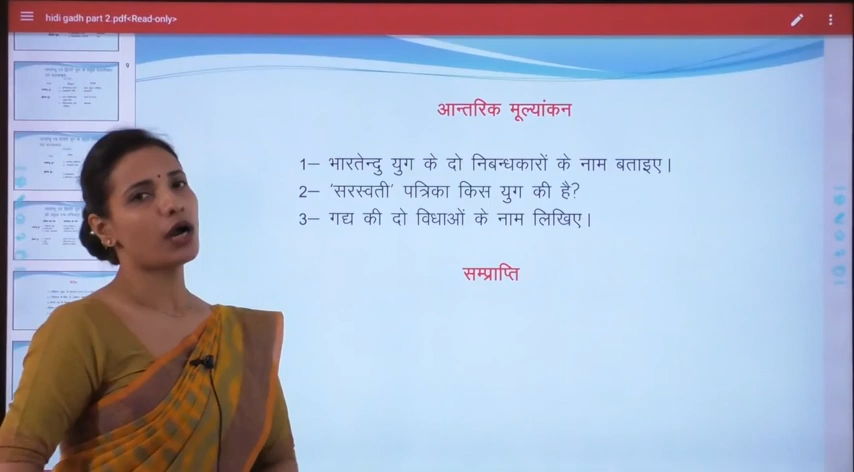 hidi gadh part 2.pdf<Read-only>
9
आन्तरिक मूल्यांकन
1– भारतेन्दु युग के दो निबन्धकारों के नाम बताइए।
2– 'सरस्वती' पत्रिका किस युग की है?
3– गद्य की दो विधाओं के नाम लिखिए।
सम्प्राप्ति